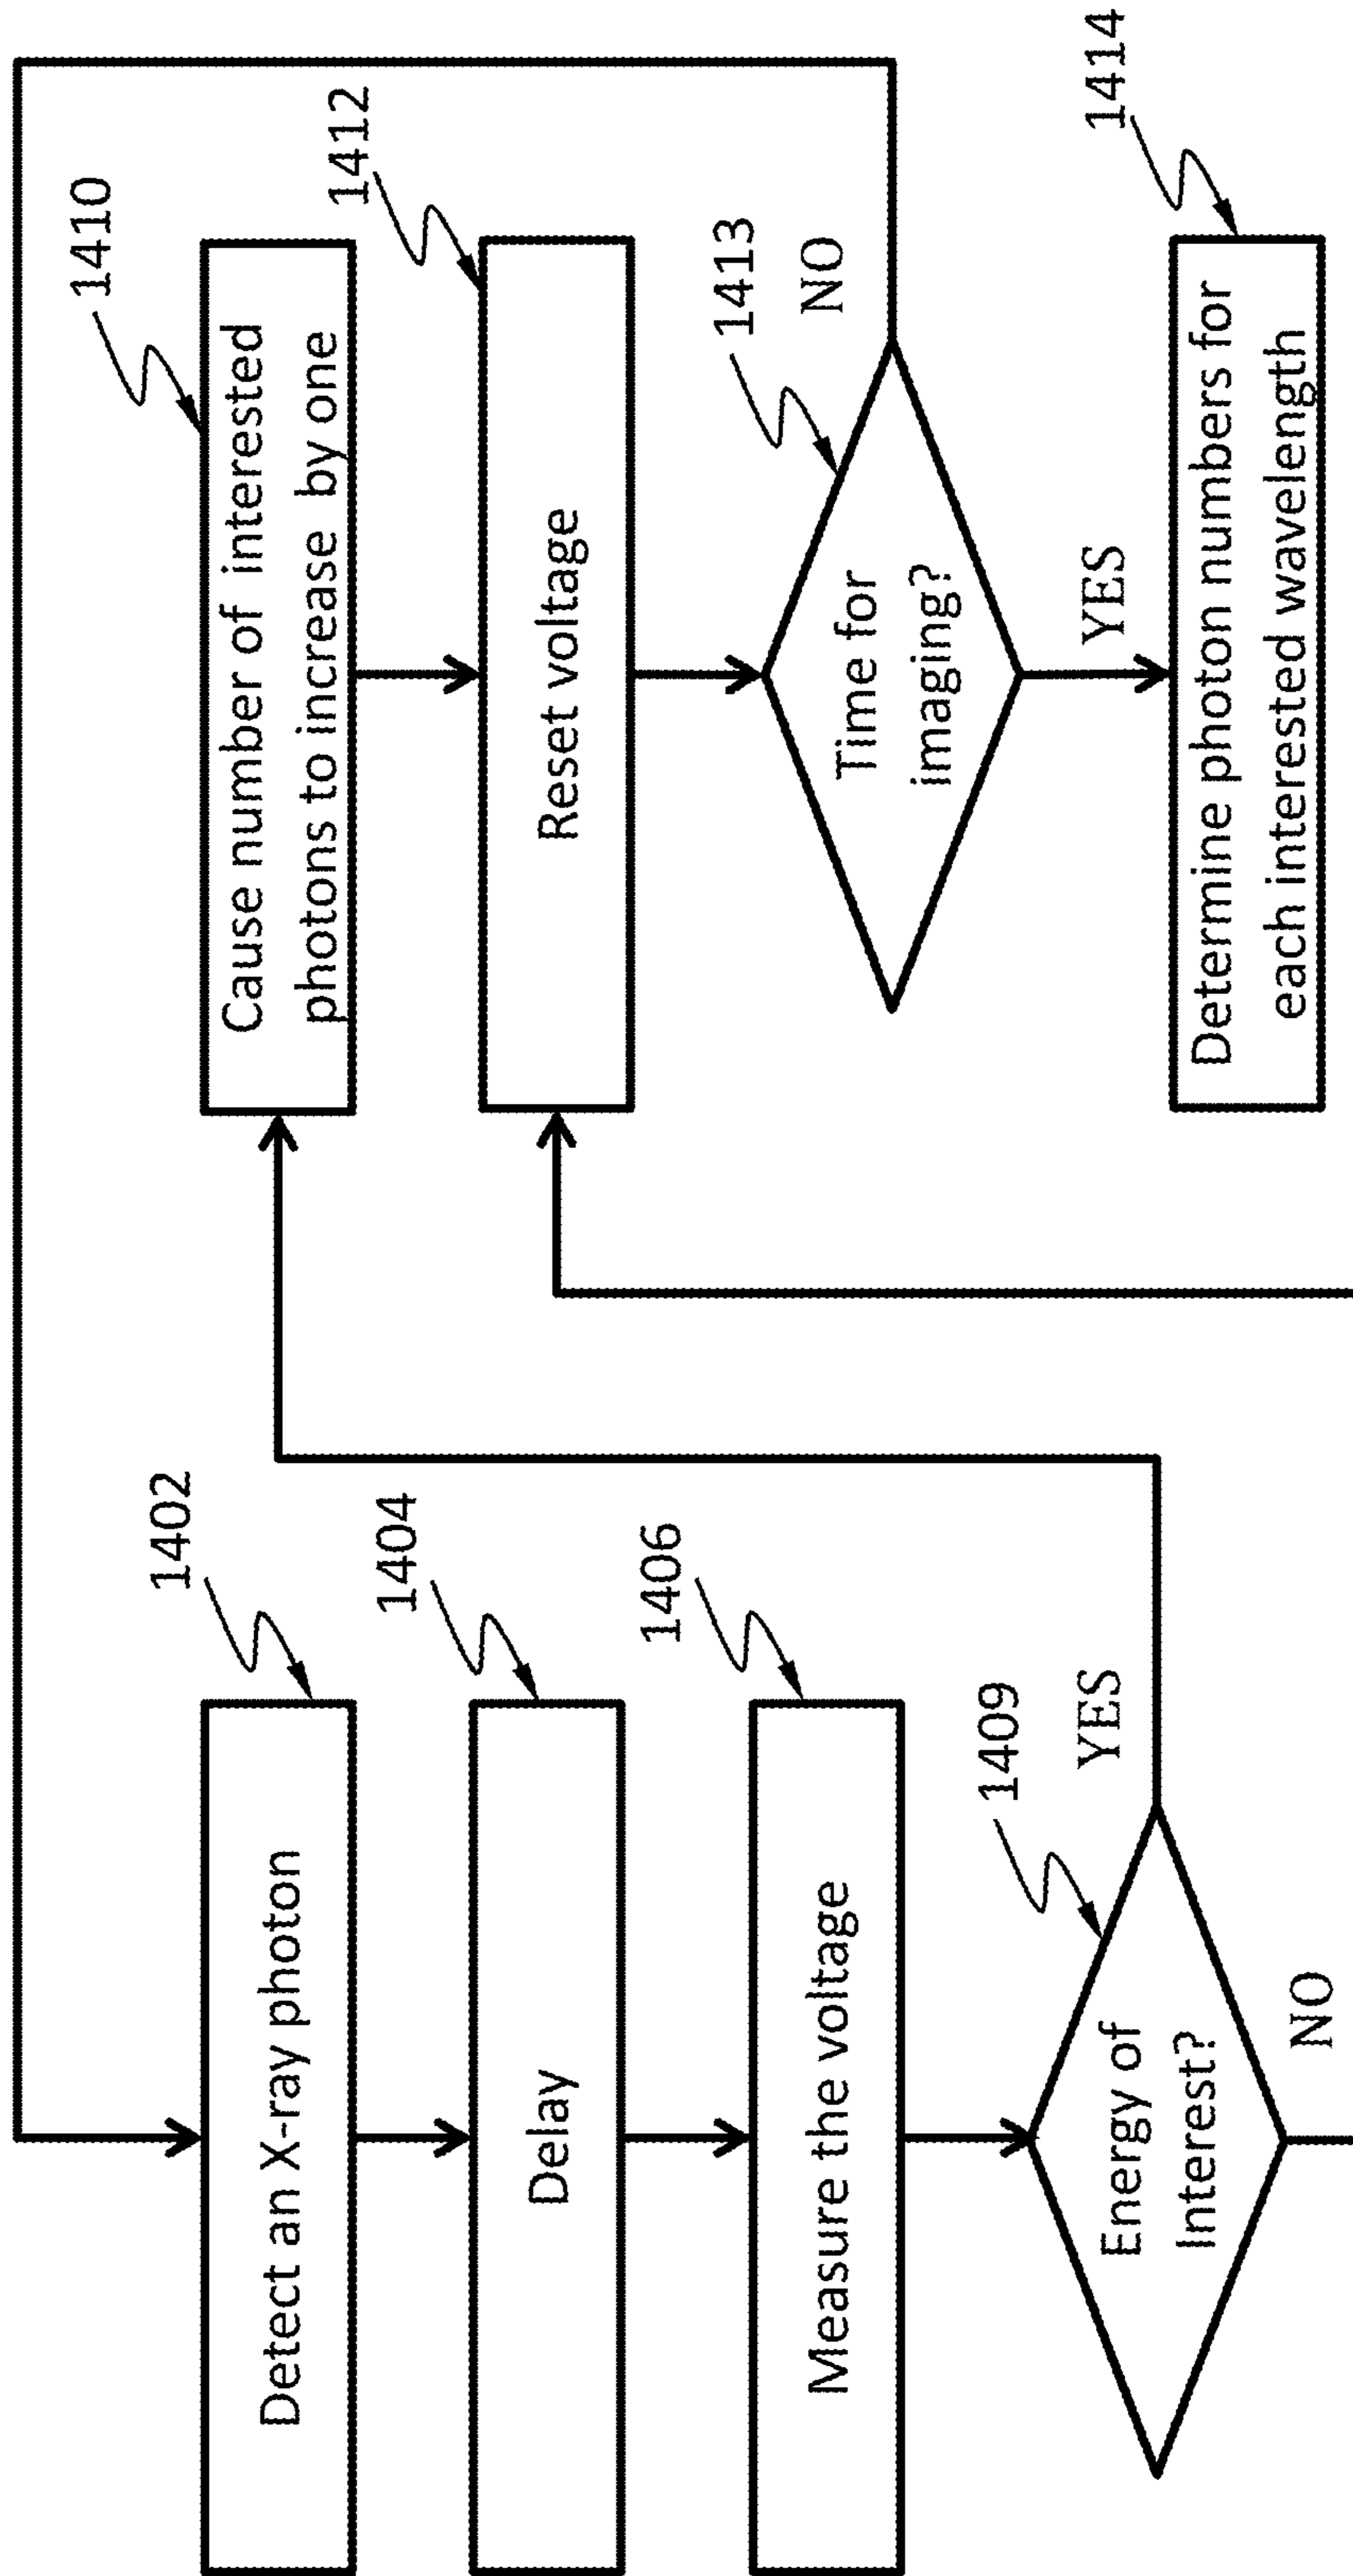 1402
Detect an X-ray photon
1404
Delay
1406
Measure the voltage
1409
Energy of
Interest?
YES
NO
1410
Cause number of interested
photons to increase by one
1412
Reset voltage
1413
Time for
imaging?
NO
YES
1414
Determine photon numbers for
each interested wavelength